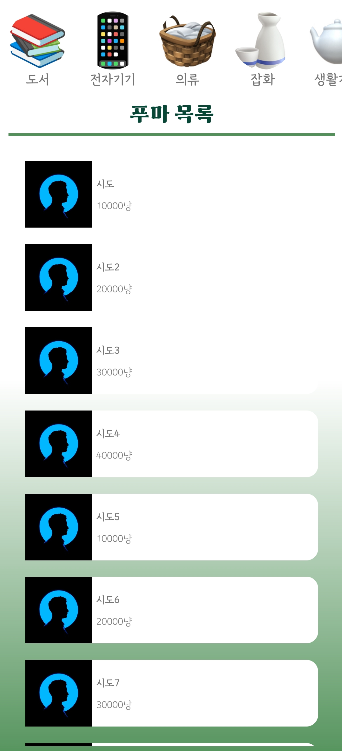 도서 전자기기 의류 잡화
푸마 목록
시도
10000냥
시도2
20000냥
시도3
30000냥
시도4
40000냥
시도5
10000냥
시도6
20000냥
시도7
30000냥